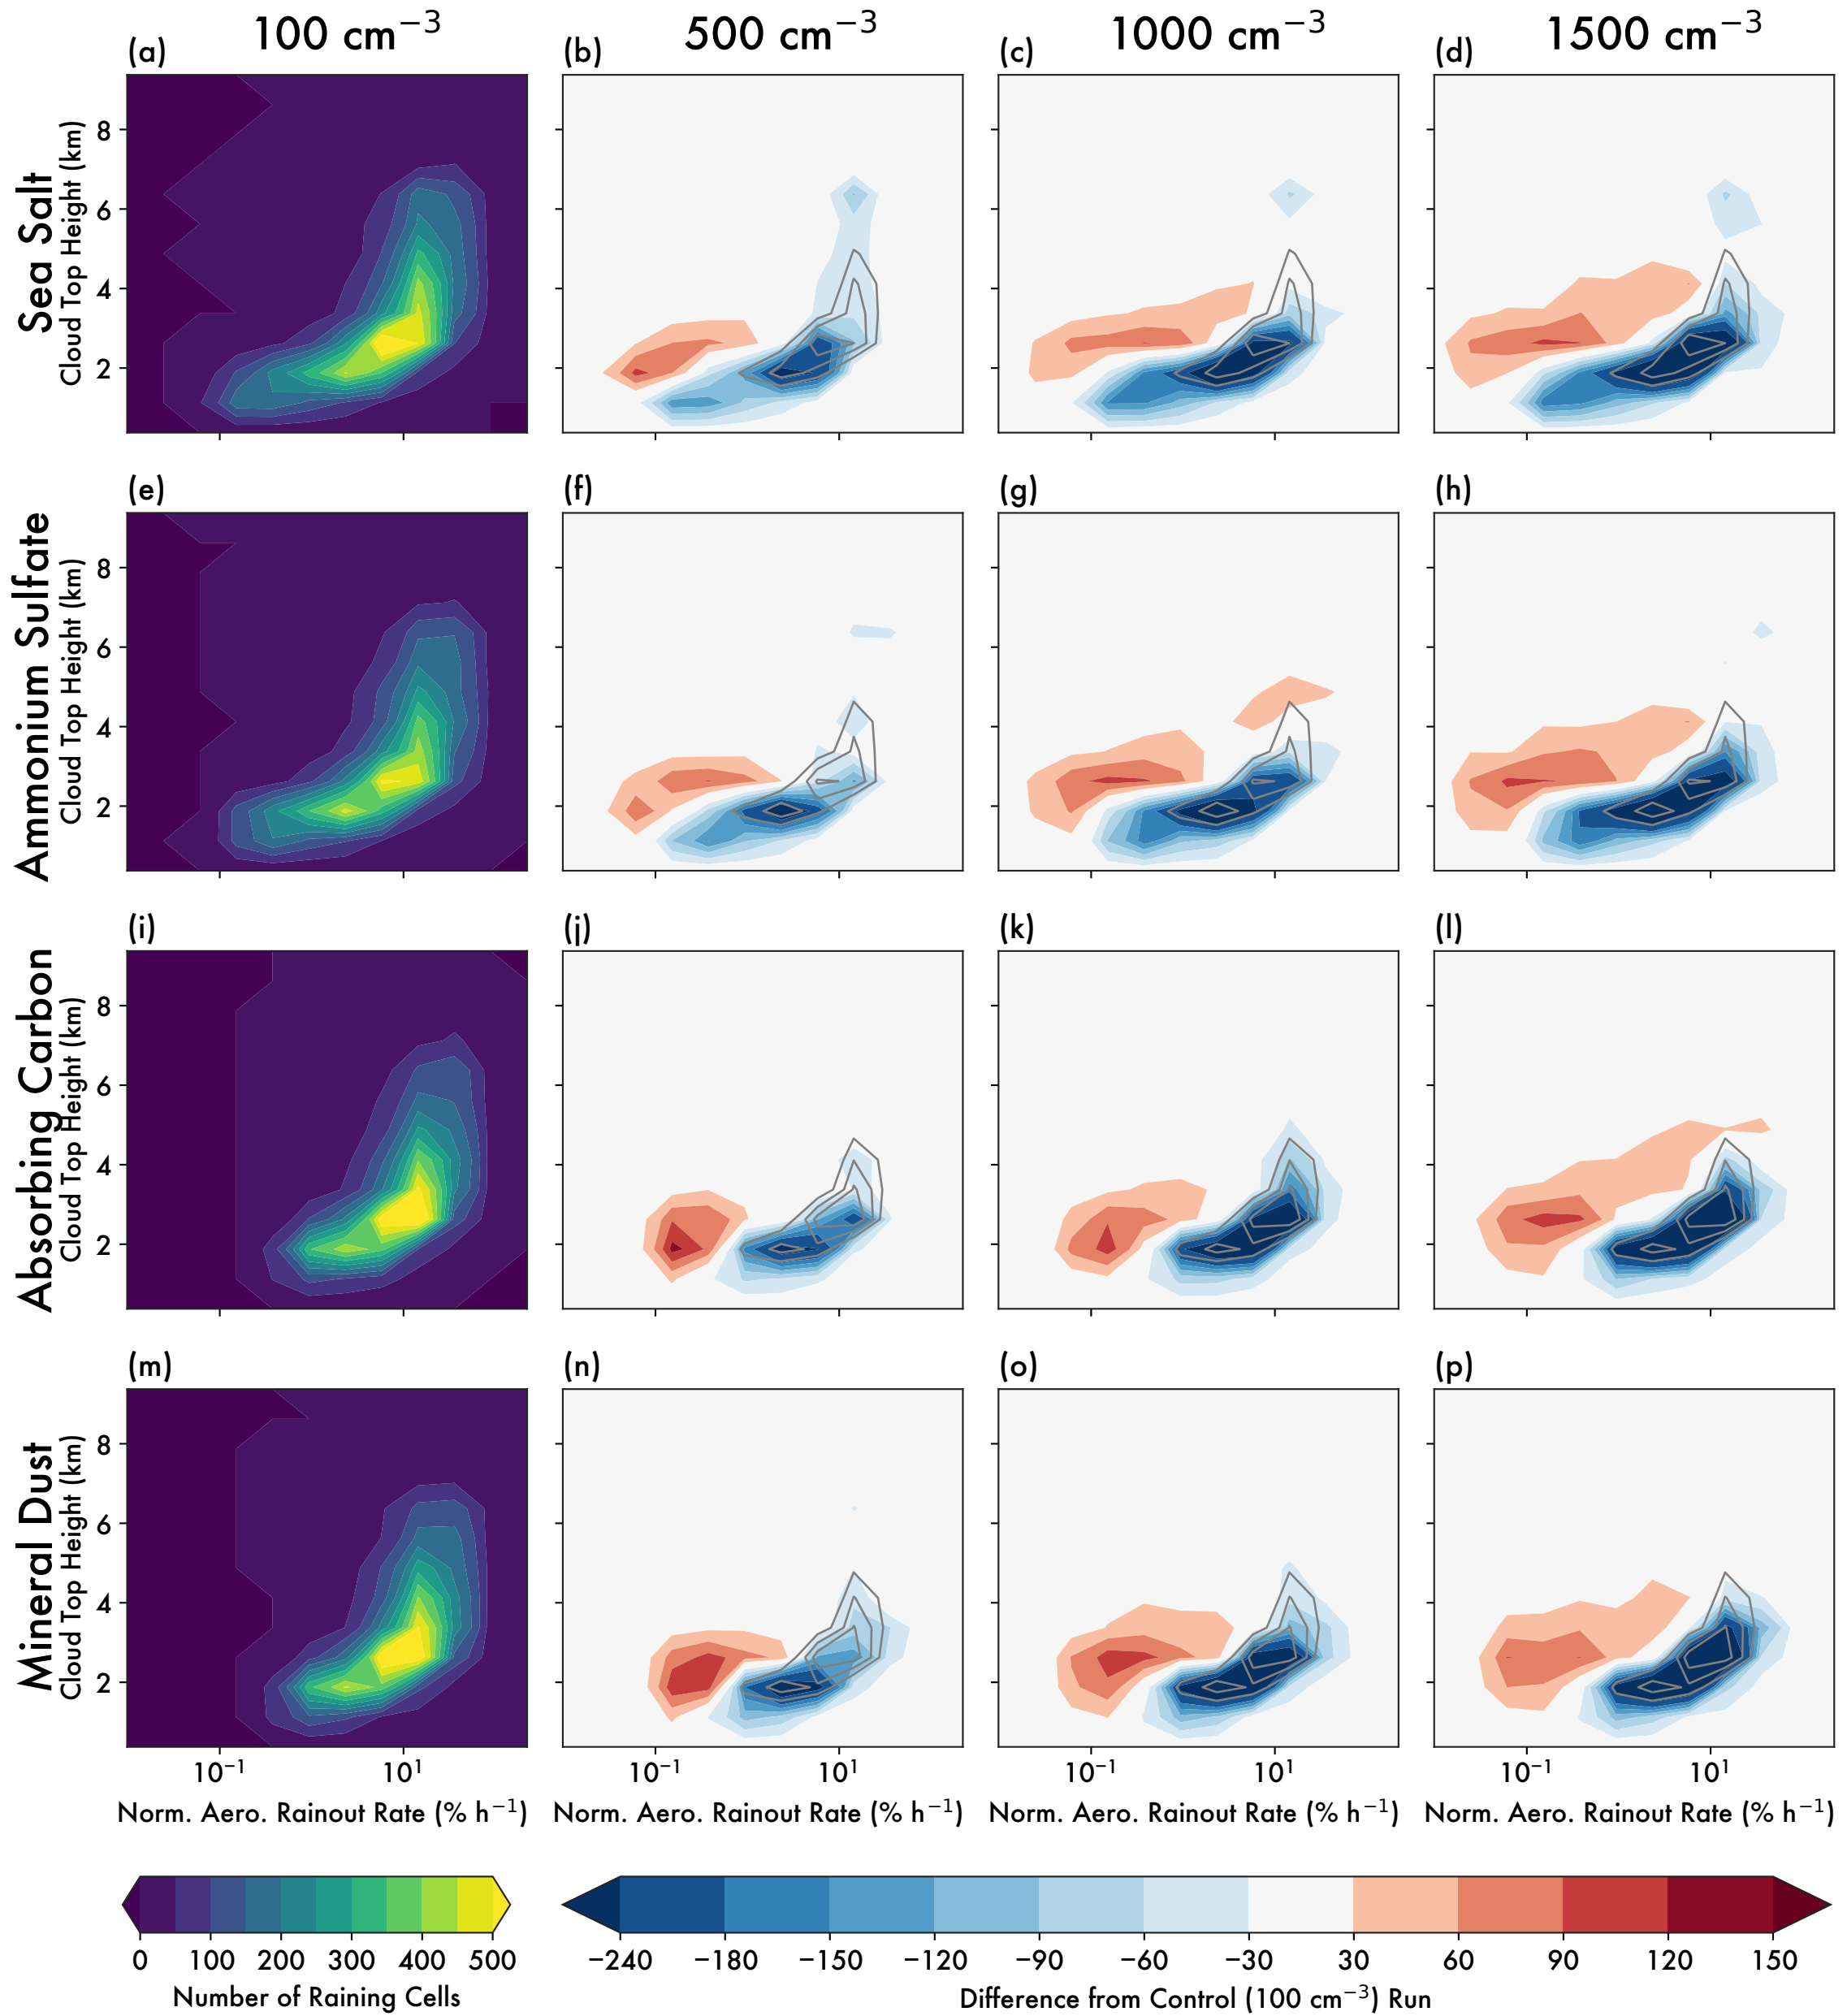 100 cm⁻³ 500 cm⁻³ 1000 cm⁻³ 1500 cm⁻³
(a) (b) (c) (d)
Sea Salt
Cloud Top Height (km)
8
6
4
2
(e) (f) (g) (h)
Ammonium Sulfate
Cloud Top Height (km)
8
6
4
2
(i) (j) (k) (l)
Absorbing Carbon
Cloud Top Height (km)
8
6
4
2
(m) (n) (o) (p)
Mineral Dust
Cloud Top Height (km)
8
6
4
2
10⁻¹ 10¹ 10⁻¹ 10¹ 10⁻¹ 10¹ 10⁻¹ 10¹
Norm. Aero. Rainout Rate (% h⁻¹) Norm. Aero. Rainout Rate (% h⁻¹) Norm. Aero. Rainout Rate (% h⁻¹) Norm. Aero. Rainout Rate (% h⁻¹)
0 100 200 300 400 500
Number of Raining Cells
−240 −180 −150 −120 −90 −60 −30 30 60 90 120 150
Difference from Control (100 cm⁻³) Run